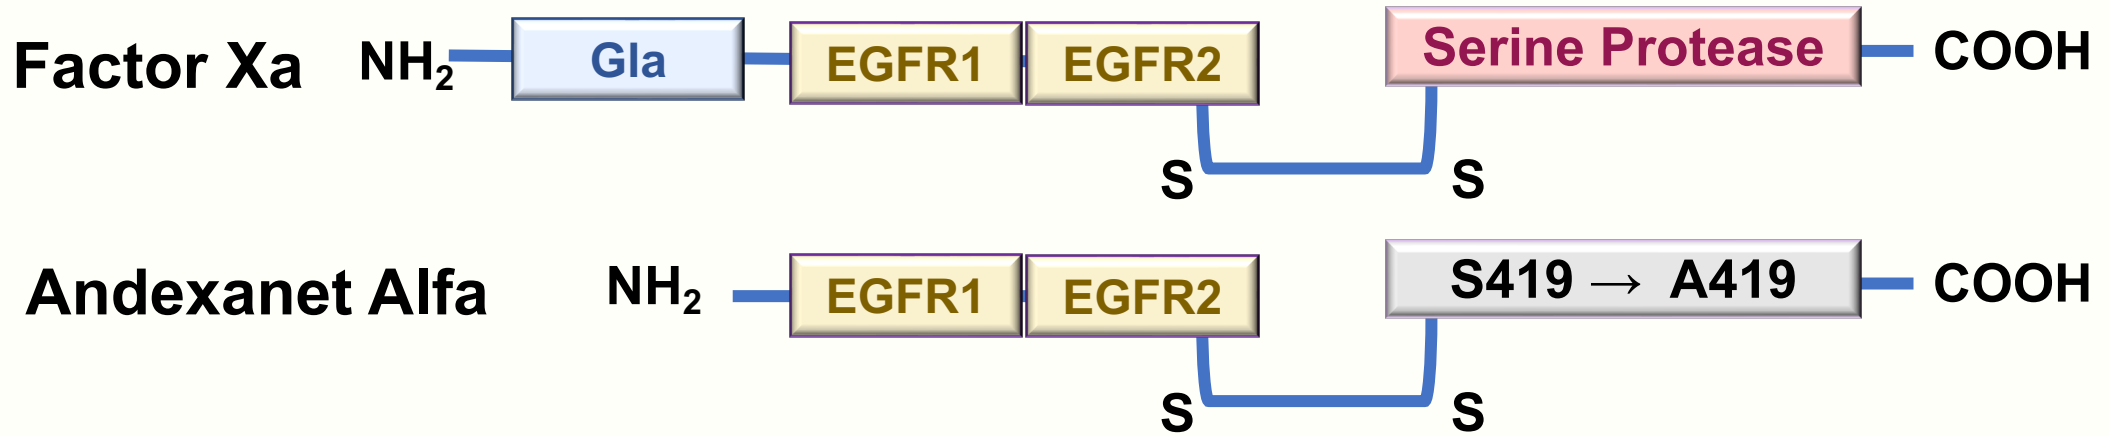 Factor Xa NH2 Gla EGFR1 EGFR2 Serine Protease COOH
S S
Andexanet Alfa NH2 EGFR1 EGFR2 S419 → A419 COOH
S S